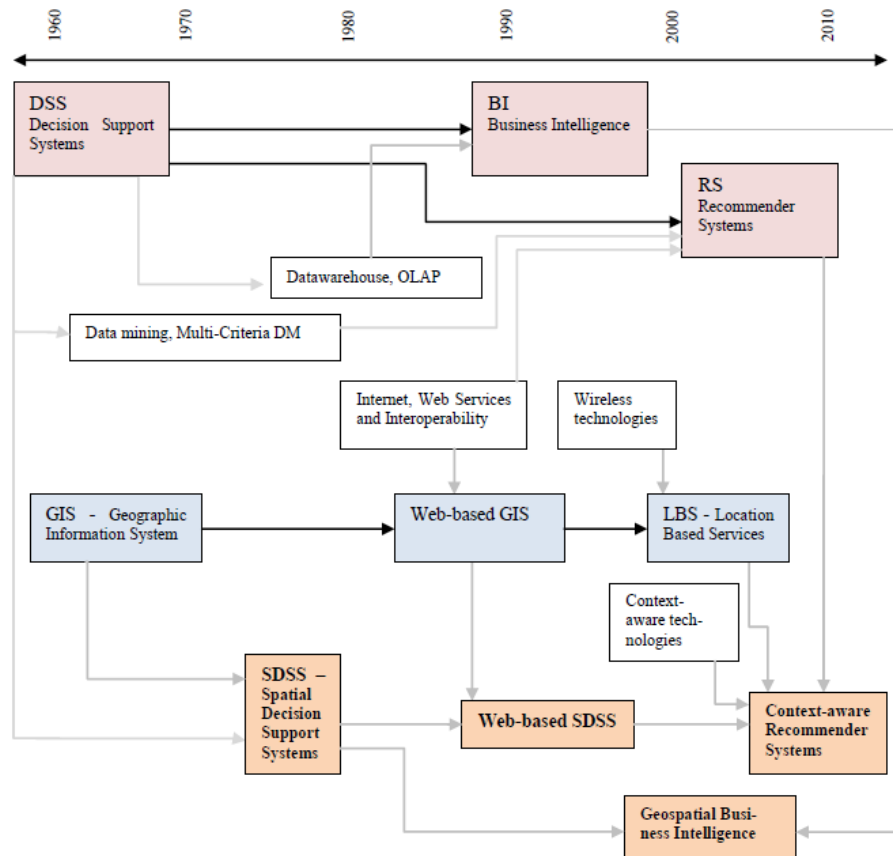 1960
1970
1980
1990
2000
2010
DSS
Decision Support
Systems
BI
Business Intelligence
RS
Recommender
Systems
Datawarehouse, OLAP
Data mining, Multi-Criteria DM
Internet, Web Services
and Interoperability
Wireless
technologies
GIS - Geographic
Information System
Web-based GIS
LBS - Location
Based Services
Context-
aware tech-
nologies
SDSS –
Spatial
Decision
Support
Systems
Web-based SDSS
Context-aware
Recommender
Systems
Geospatial Busi-
ness Intelligence